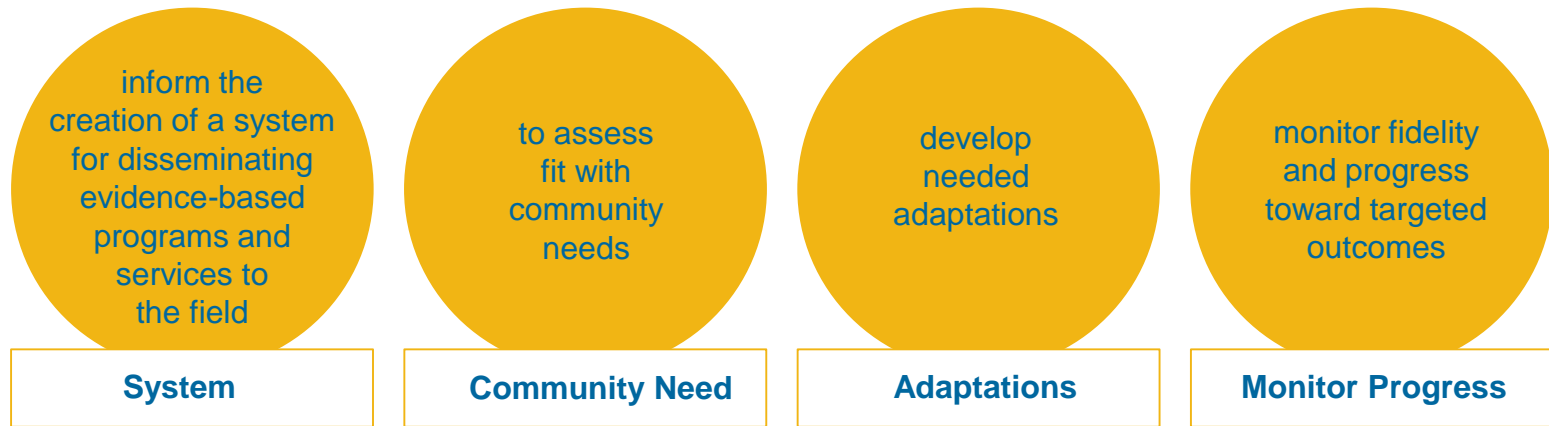 inform the
creation of a system
for disseminating
evidence-based
programs and
services to
the field
System
to assess
fit with
community
needs
Community Need
develop
needed
adaptations
Adaptations
monitor fidelity
and progress
toward targeted
outcomes
Monitor Progress